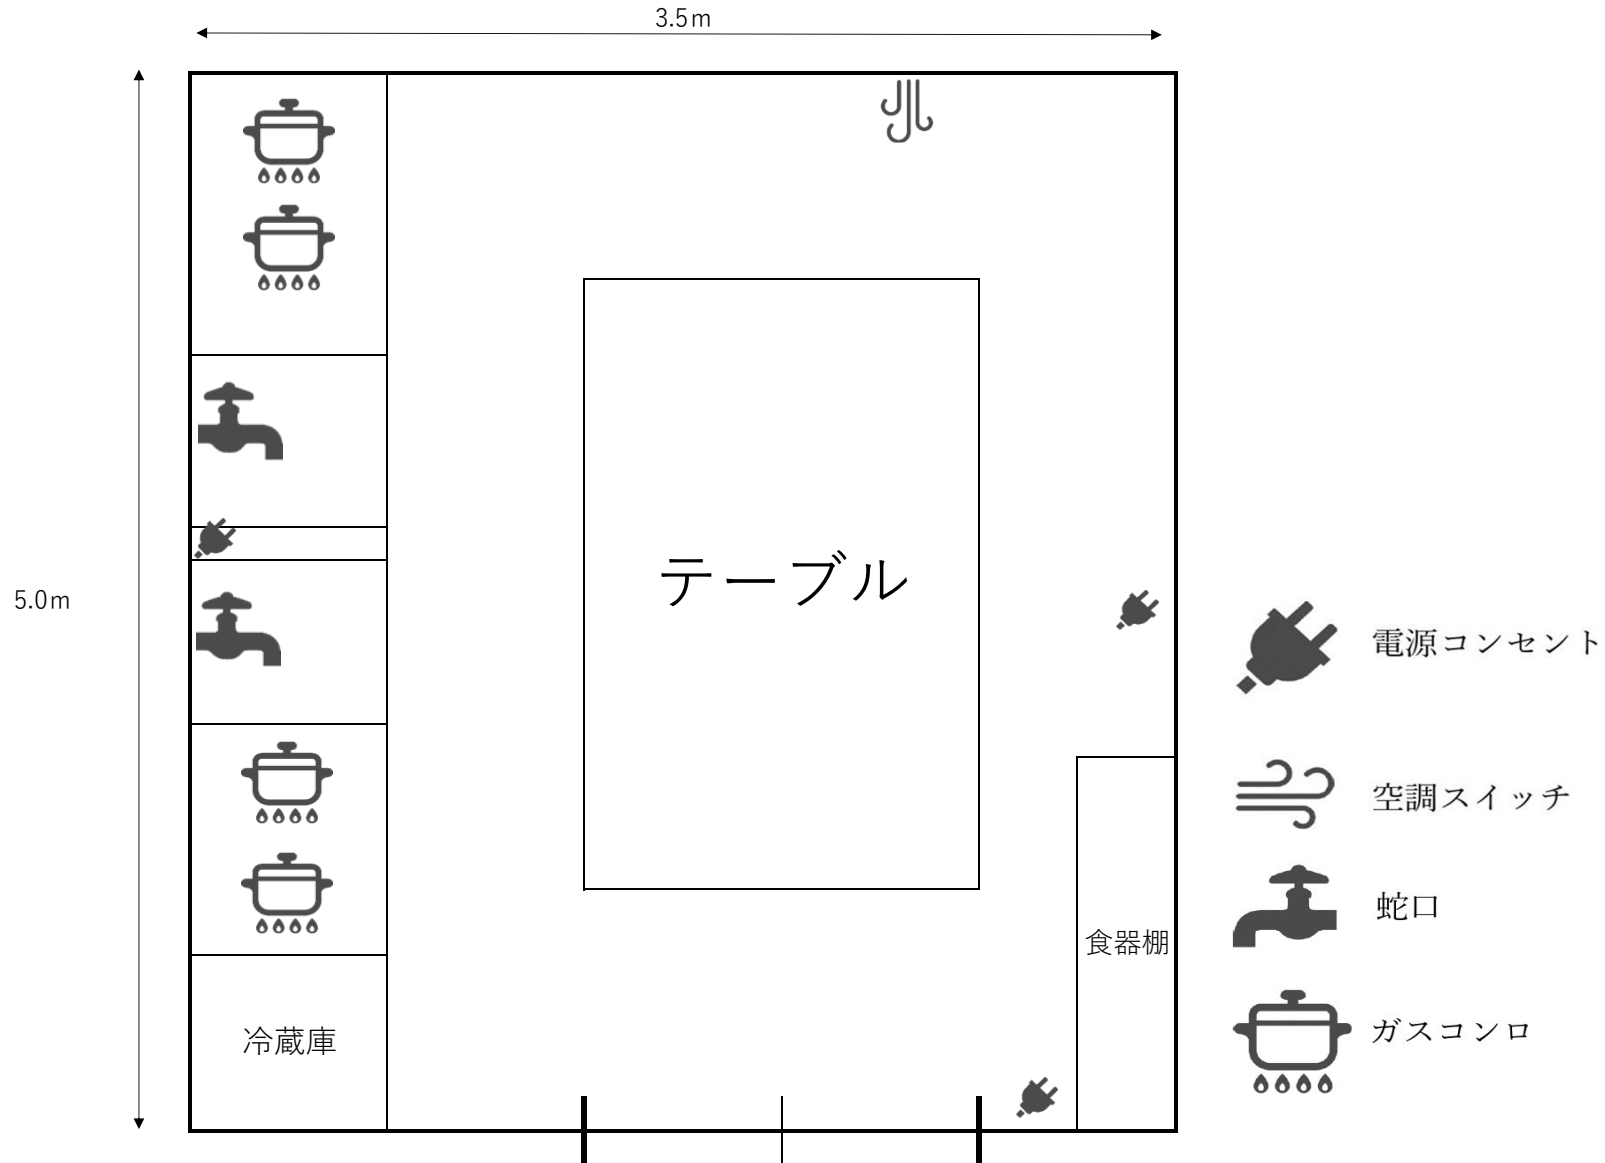 3.5m
5.0m
テーブル
食器棚
冷蔵庫
電源コンセント
空調スイッチ
蛇口
ガスコンロ